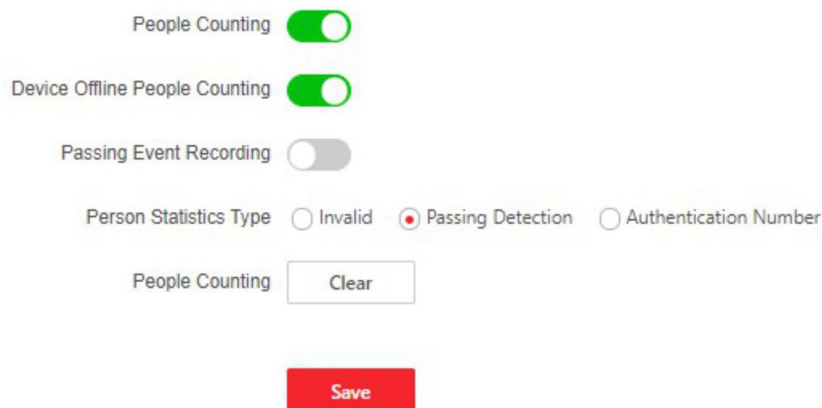 People Counting
Device Offline People Counting
Passing Event Recording
Person Statistics Type Invalid Passing Detection Authentication Number
People Counting Clear
Save